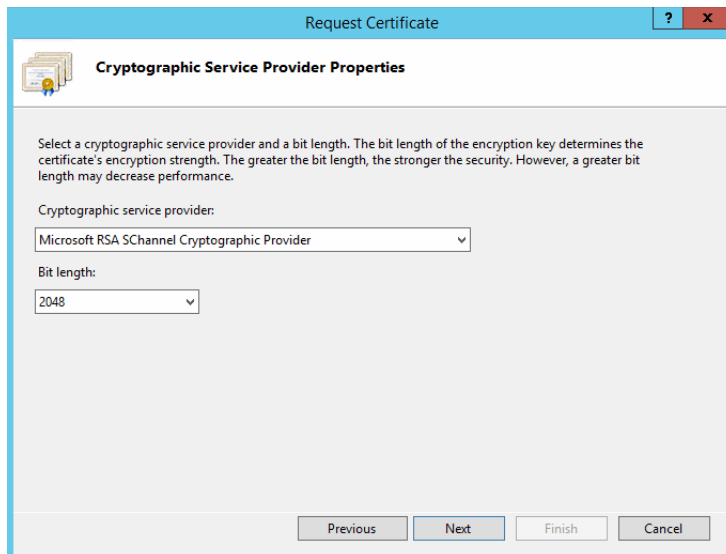 Request Certificate
?
x
Cryptographic Service Provider Properties
Select a cryptographic service provider and a bit length. The bit length of the encryption key determines the
certificate's encryption strength. The greater the bit length, the stronger the security. However, a greater bit
length may decrease performance.
Cryptographic service provider:
Microsoft RSA SChannel Cryptographic Provider
Bit length:
2048
Previous
Next
Finish
Cancel